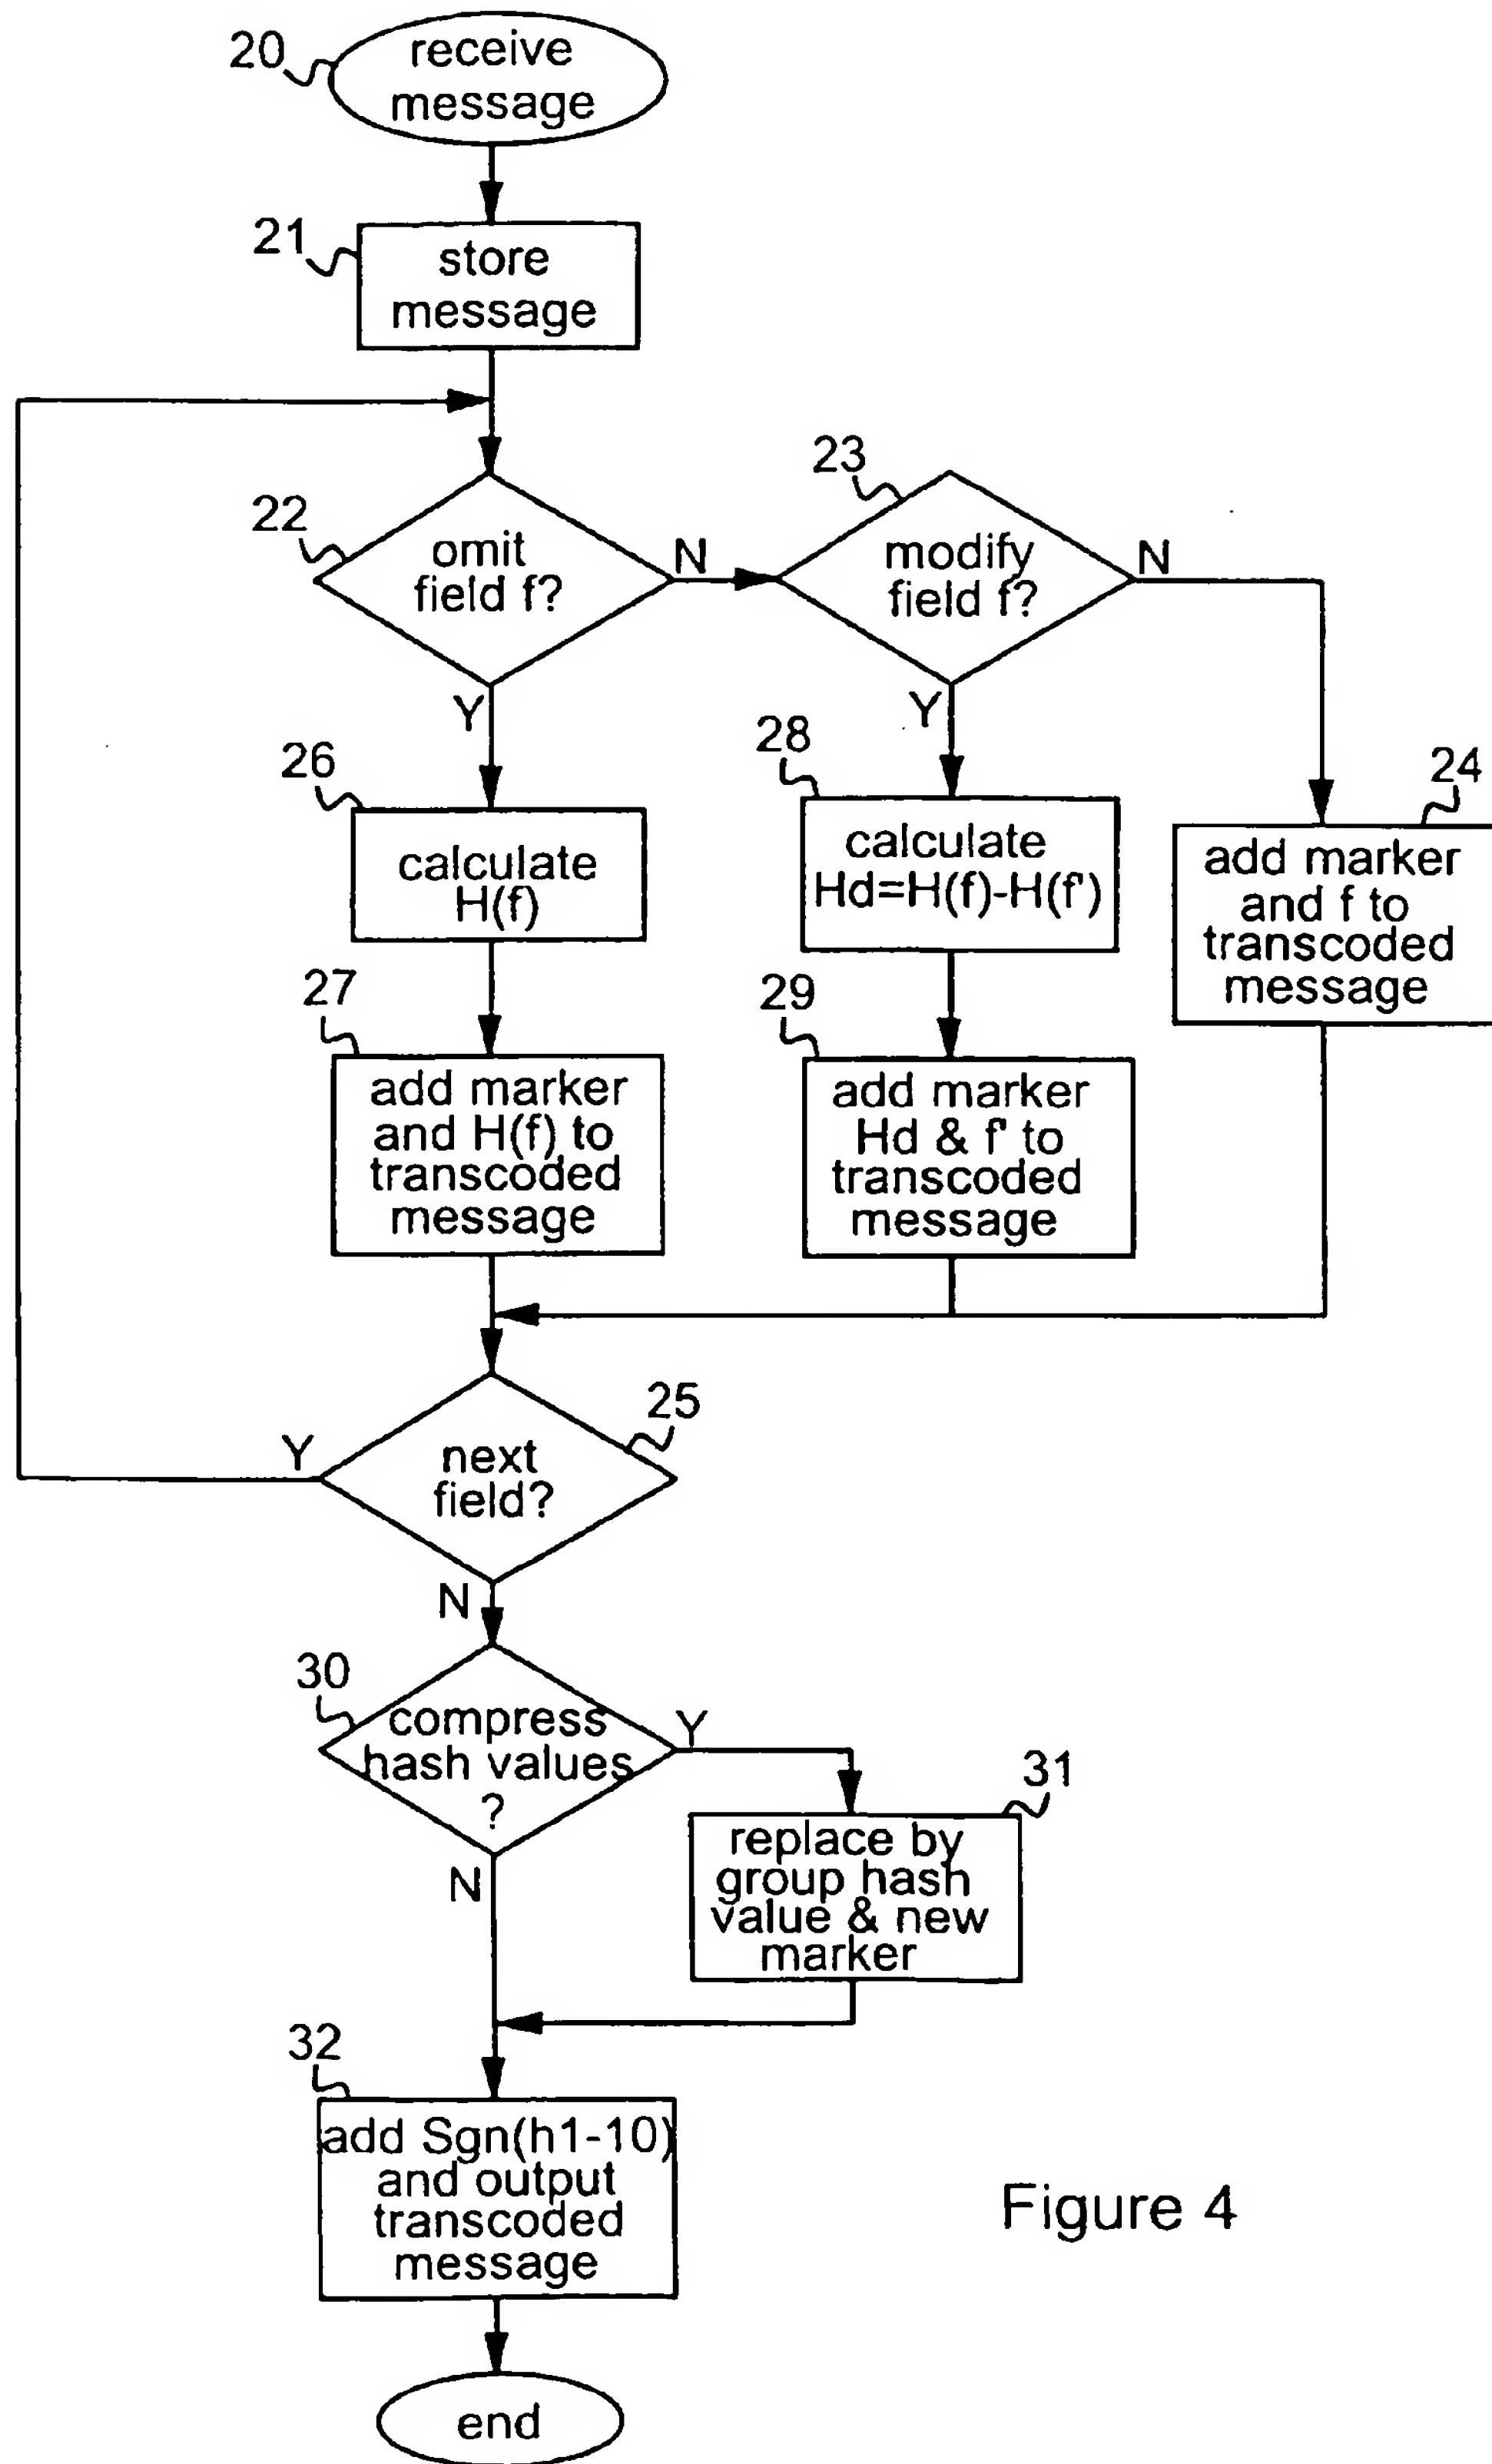 20
receive
message
21
store
message
22
omit
field f?
N
23
modify
field f?
N
Y
Y
26
calculate
H(f)
28
calculate
Hd=H(f)-H(f')
24
add marker
and f to
transcoded
message
27
add marker
and H(f) to
transcoded
message
29
add marker
Hd & f' to
transcoded
message
25
next
field?
Y
N
30
compress
hash values
?
Y
N
31
replace by
group hash
value & new
marker
32
add Sgn(h1-10)
and output
transcoded
message
end
Figure 4